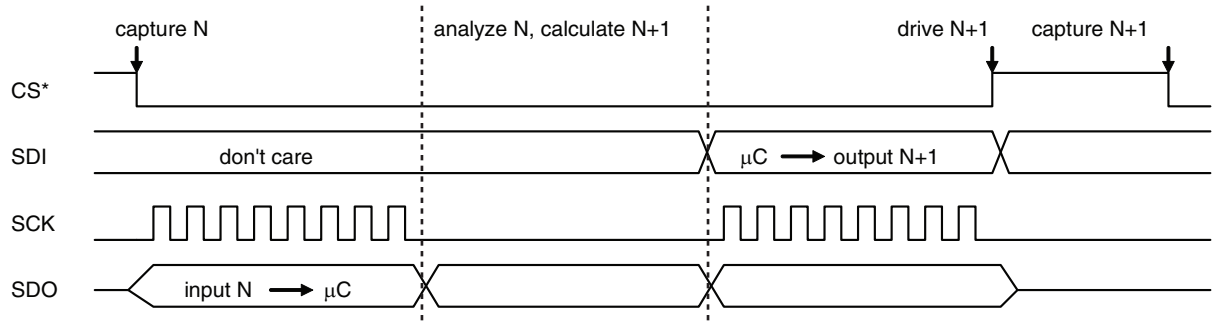 capture N
analyze N, calculate N+1
drive N+1
capture N+1
CS*
SDI
don't care
μC output N+1
SCK
SDO
input N μC